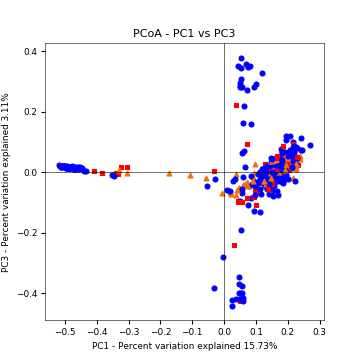 PCoA - PC1 vs PC3
PC3 - Percent variation explained 3.11%
0.4
0.2
0.0
−0.2
−0.4
−0.5 −0.4 −0.3 −0.2 −0.1 0.0 0.1 0.2 0.3
PC1 - Percent variation explained 15.73%